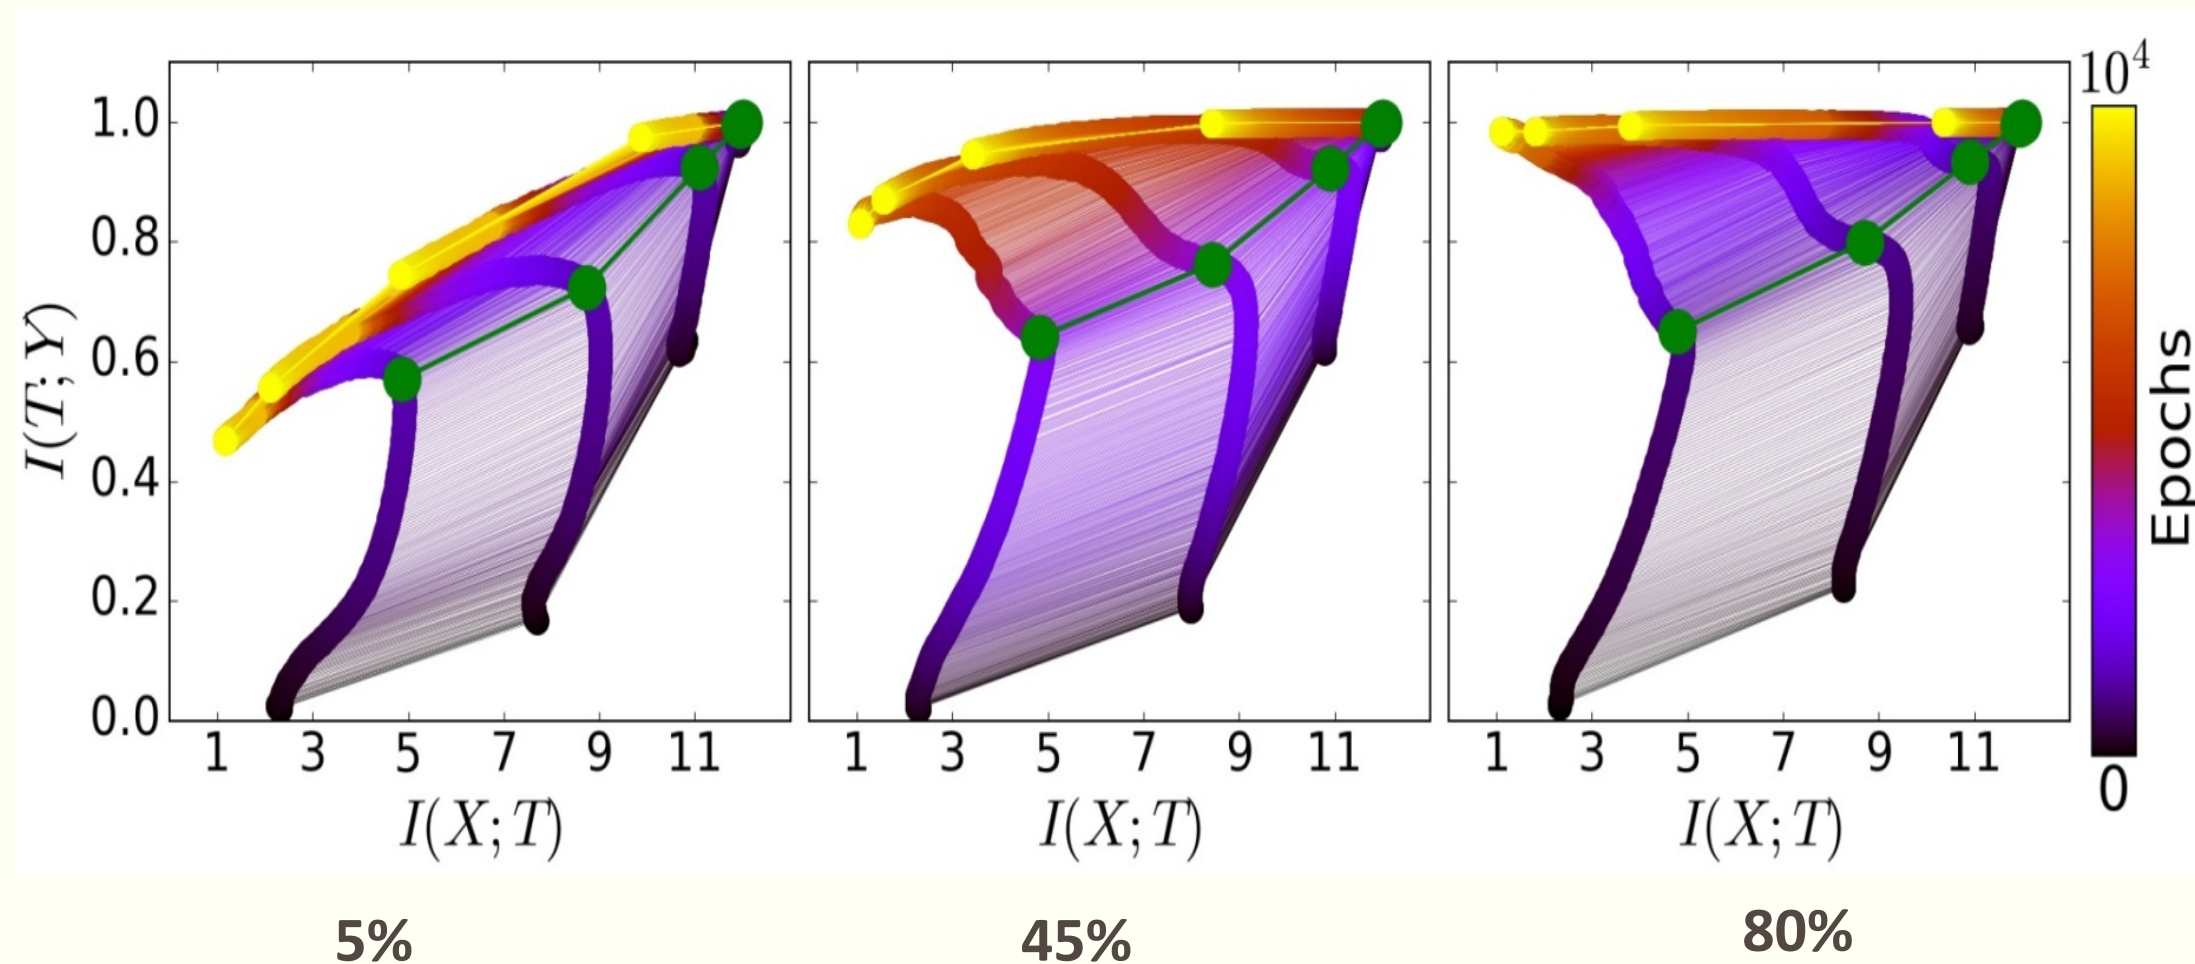 10^4
1.0
0.8
0.6
0.4
0.2
0.0
I(T; Y)
1 3 5 7 9 11
1 3 5 7 9 11
1 3 5 7 9 11
0
Epochs
I(X; T)
I(X; T)
I(X; T)
5%
45%
80%